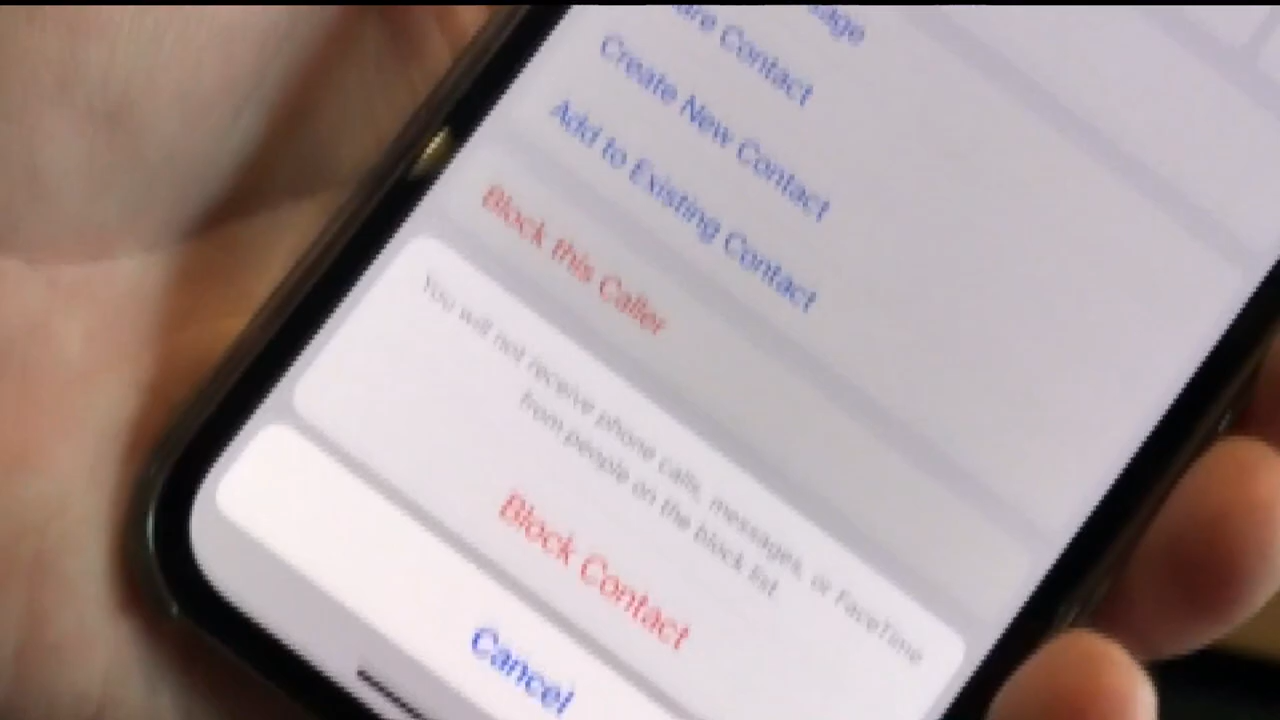 Contact
Create New Contact
Add to Existing Contact
Block this Caller
You will not receive phone calls, messages, or FaceTime
from people on the block list
Block Contact
Cancel